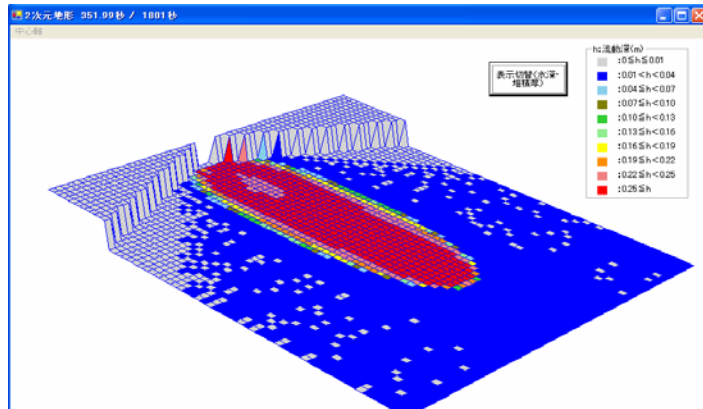 2次元地形 351.99秒 / 1801秒
中心軸
表示切替(水深・
堆積厚)
h:流動深(m)
:0≦h≦0.01
:0.01<h<0.04
:0.04≦h<0.07
:0.07≦h<0.10
:0.10≦h<0.13
:0.13≦h<0.16
:0.16≦h<0.19
:0.19≦h<0.22
:0.22≦h<0.25
:0.25≦h